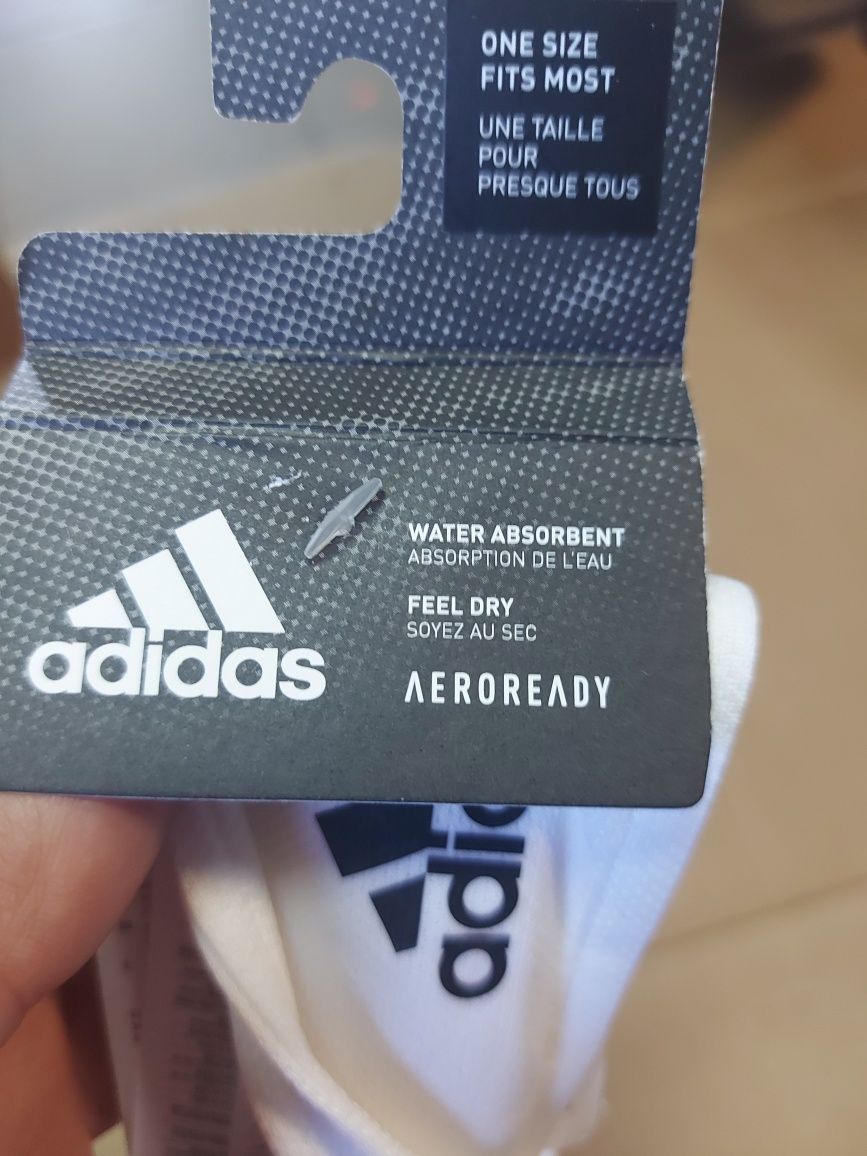 ONE SIZE
FITS MOST
UNE TAILLE
POUR
PRESQUE TOUS
adidas
WATER ABSORBENT
ABSORPTION DE L'EAU
FEEL DRY
SOYEZ AU SEC
AEROREADY
adid